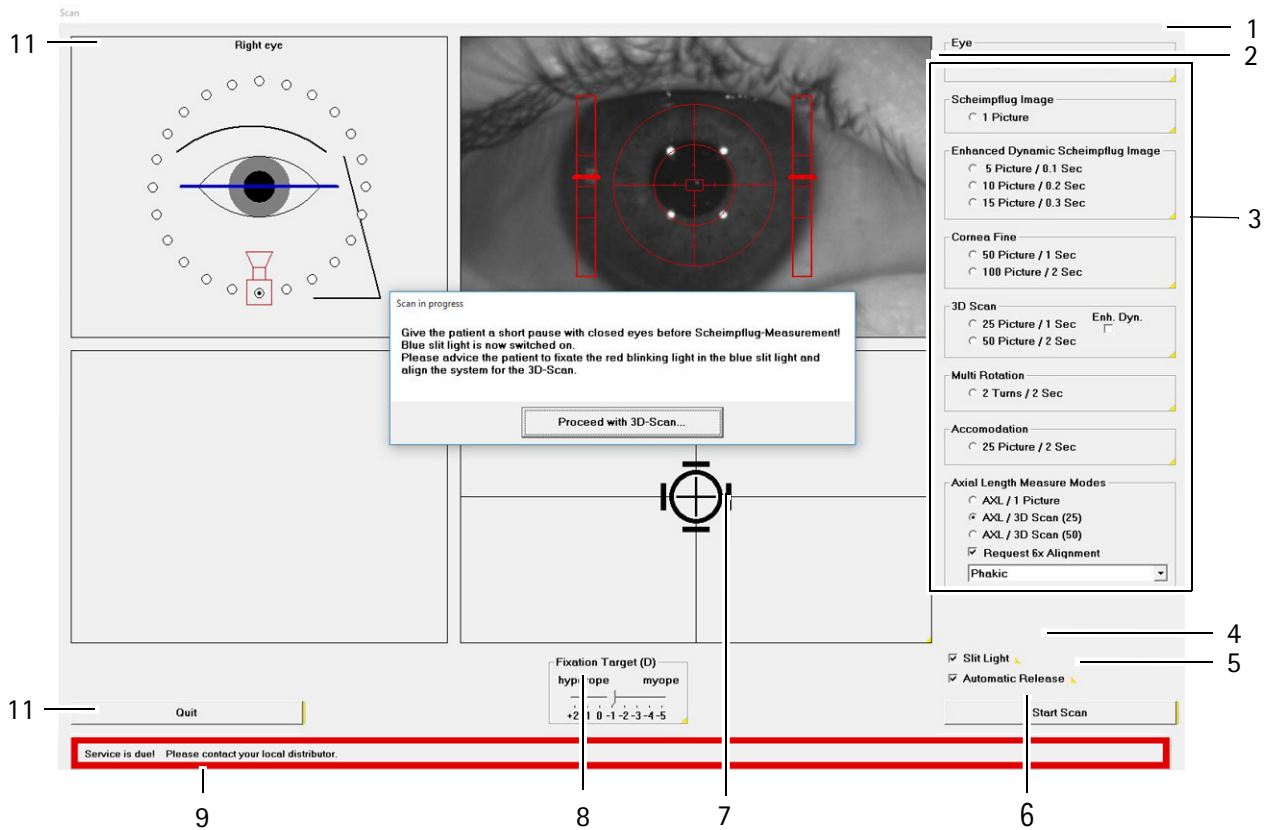 Scan
11
Right eye
1
2
Eye
Scheimpflug Image
1 Picture
Enhanced Dynamic Scheimpflug Image
5 Picture / 0.1 Sec
10 Picture / 0.2 Sec
15 Picture / 0.3 Sec
3
Cornea Fine
50 Picture / 1 Sec
100 Picture / 2 Sec
3D Scan
25 Picture / 1 Sec
Enh. Dyn.
50 Picture / 2 Sec
Multi Rotation
2 Turns / 2 Sec
Accomodation
25 Picture / 2 Sec
Axial Length Measure Modes
AXL / 1 Picture
AXL / 3D Scan (25)
AXL / 3D Scan (50)
Request 6x Alignment
Phakic
Scan in progress
Give the patient a short pause with closed eyes before Scheimpflug-Measurement!
Blue slit light is now switched on.
Please advice the patient to fixate the red blinking light in the blue slit light and
align the system for the 3D-Scan.
Proceed with 3D-Scan...
4
Slit Light
5
Automatic Release
Fixation Target (D)
hyperope myope
+2 1 0 -1 -2 -3 -4 -5
11
Quit
Start Scan
Service is due! Please contact your local distributor.
9
8
7
6